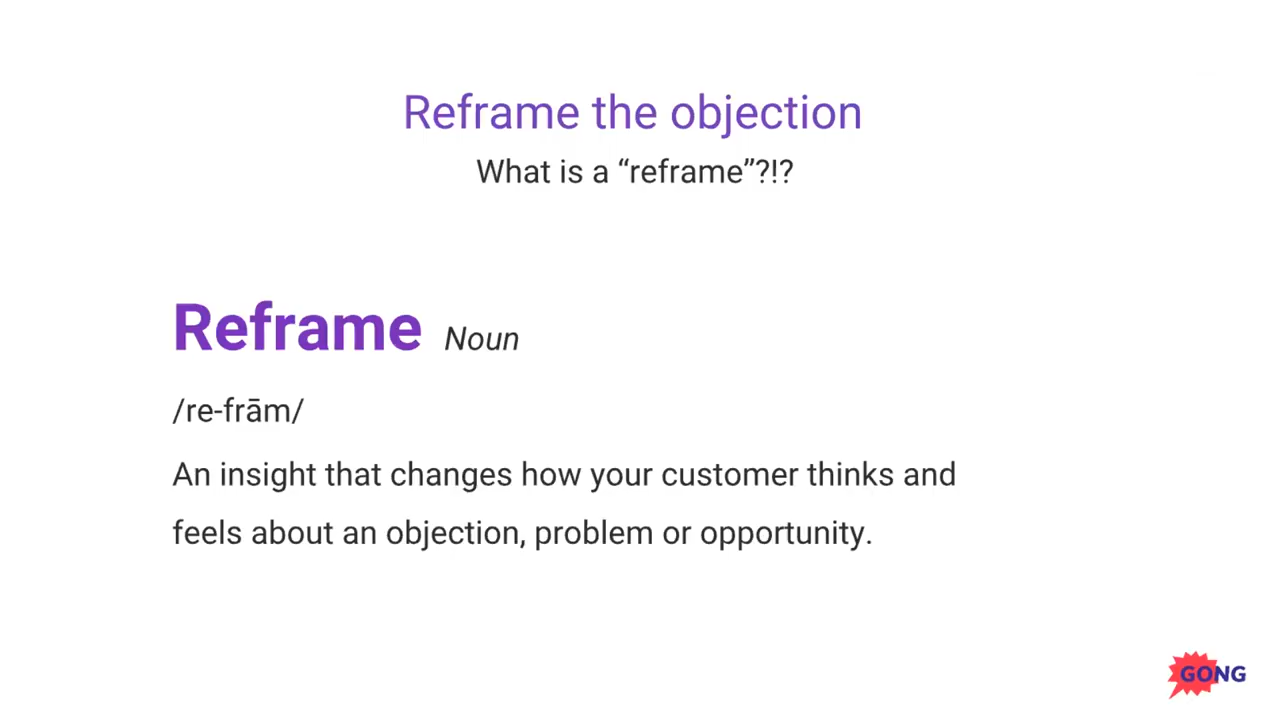 Reframe the objection
What is a “reframe”?!?
Reframe Noun
/re-frām/
An insight that changes how your customer thinks and
feels about an objection, problem or opportunity.
GONG